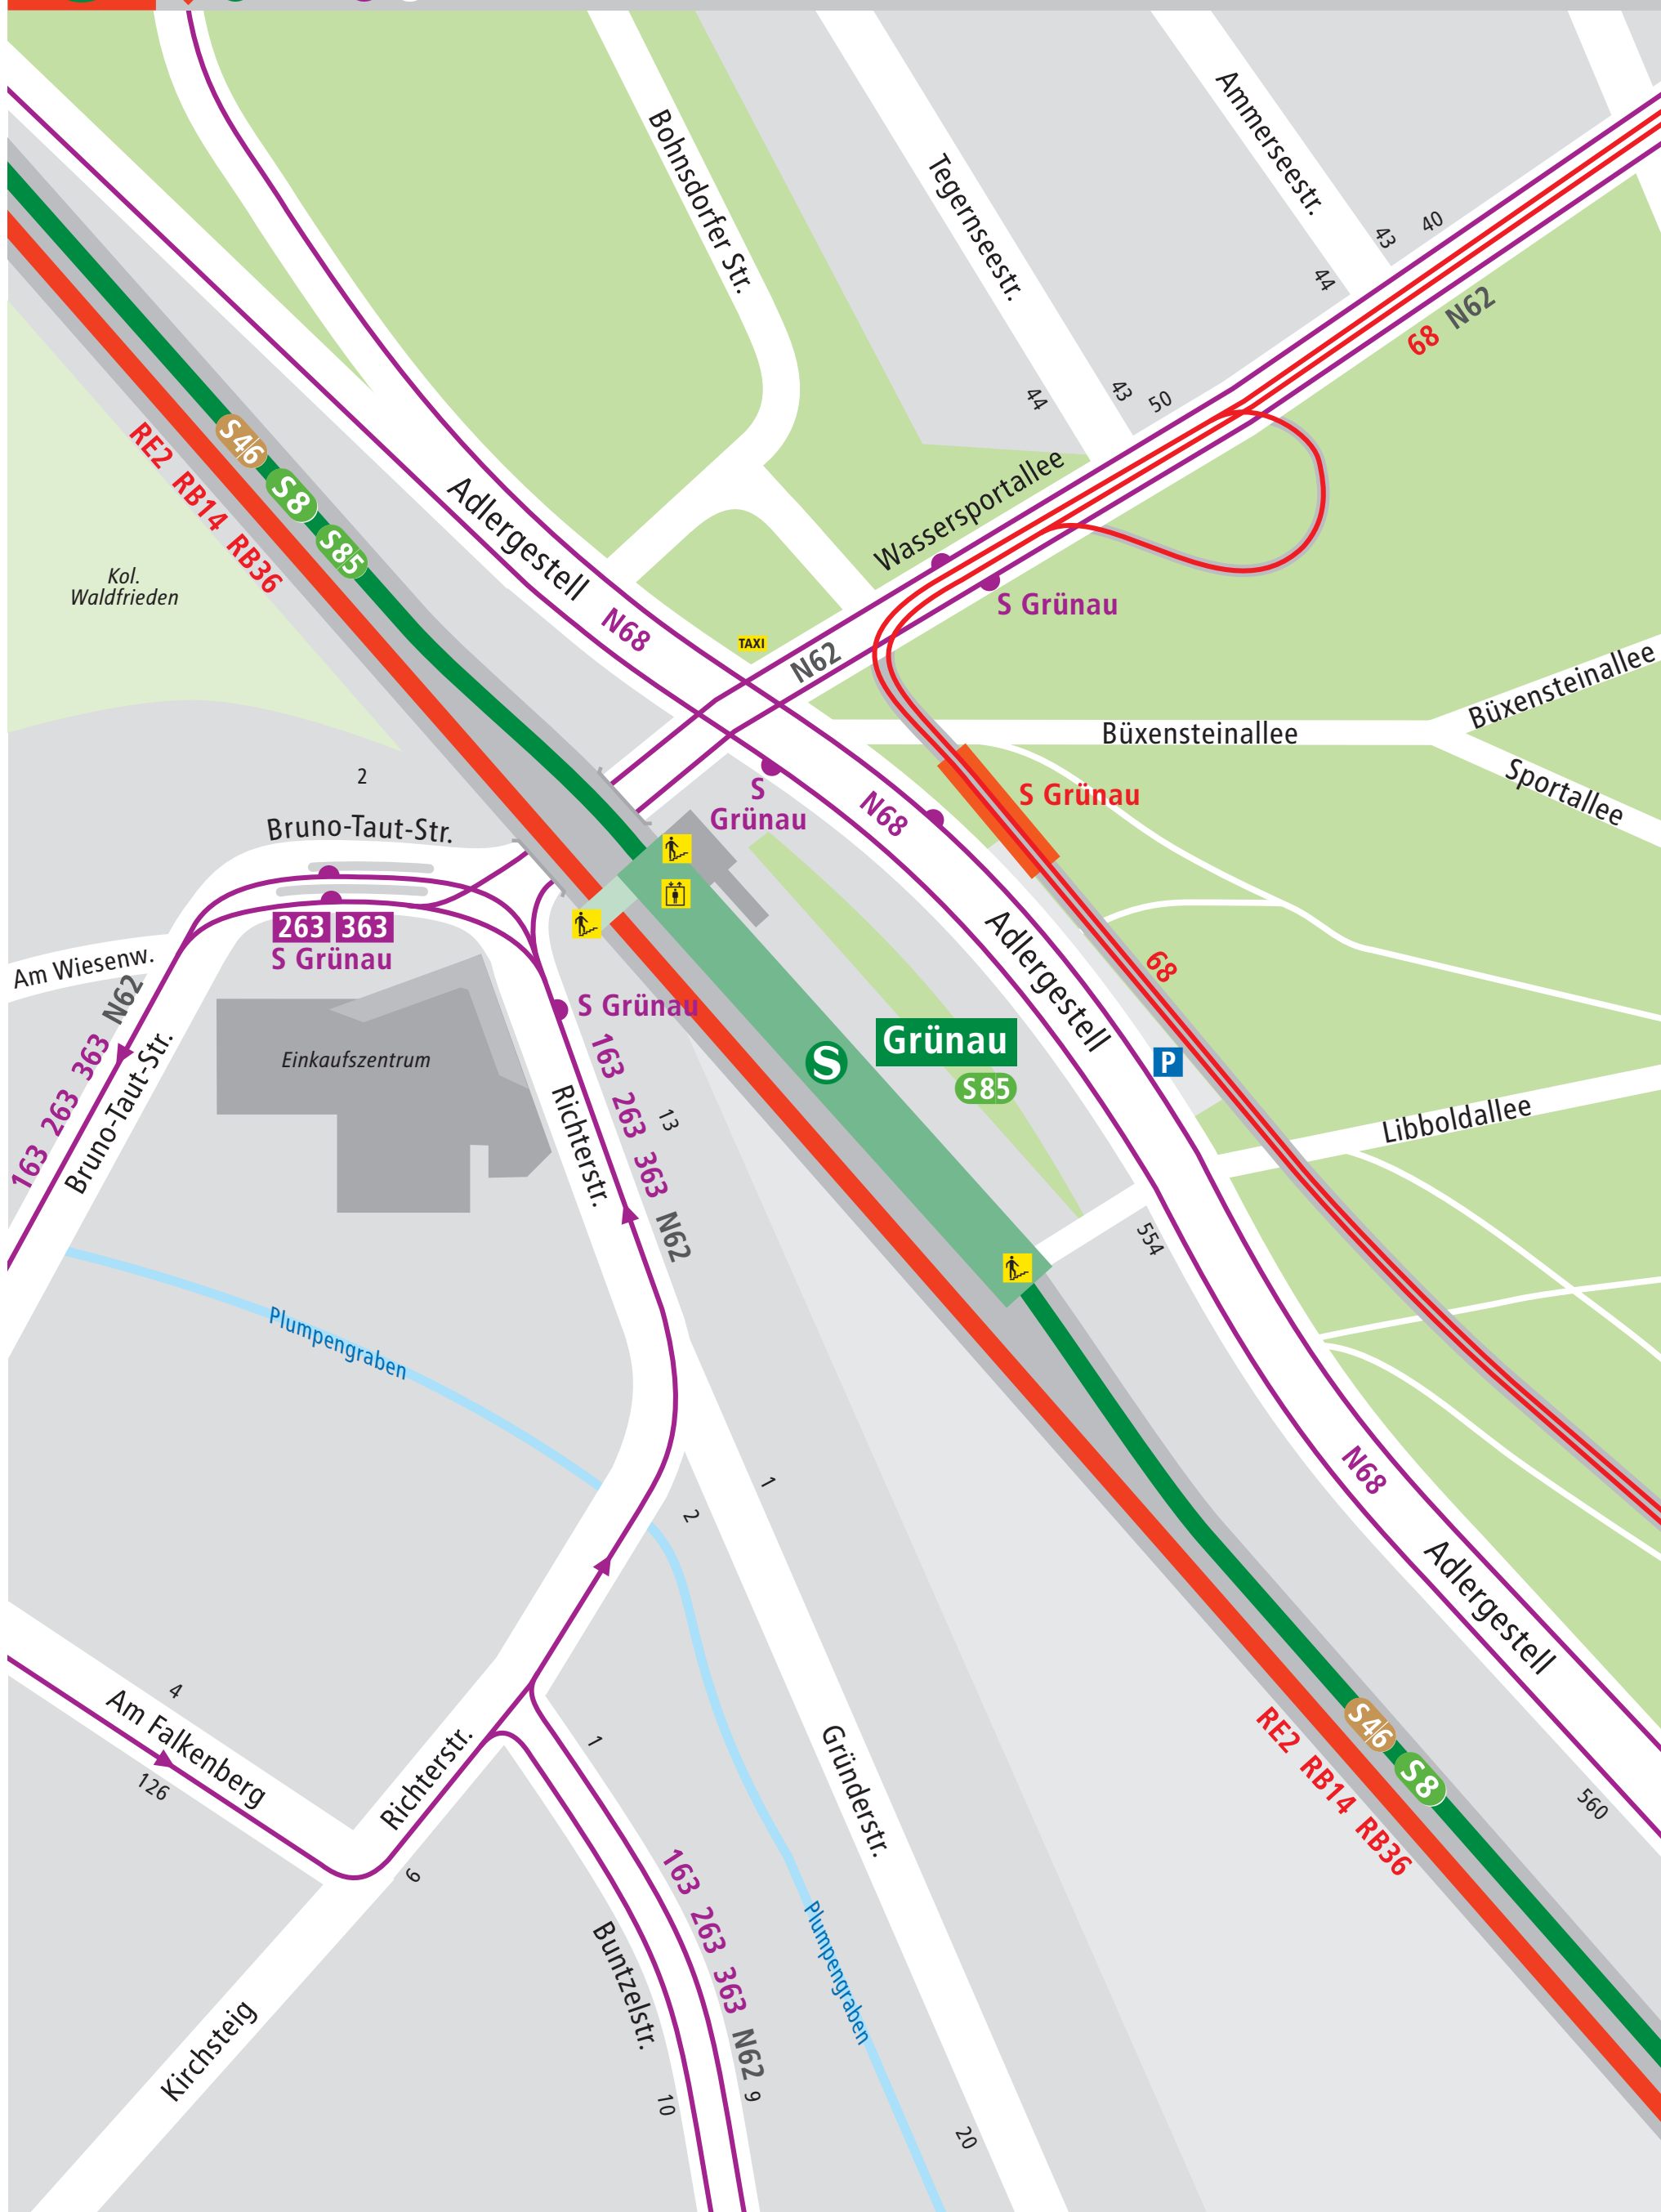 Ammerseestr.
Bohnsdorfer Str.
Tegernseestr.
43
40
44
68 N62
44
43
50
S46
S8
S85
RE2 RB14 RB36
Wassersportallee
Adlergestell
Kol.
Waldfrieden
S Grünau
N68
TAXI
N62
Büxensteinallee
Büxensteinallee
Sportallee
2
S
Grünau
S Grünau
N68
Bruno-Taut-Str.
263 363
S Grünau
Am Wiesenw.
N62
163 263 363
Bruno-Taut-Str.
S Grünau
Adlergestell
68
Einkaufszentrum
163 263 363 N62
Richterstr.
13
S
Grünau
S85
P
Libboldallee
554
Plumpengraben
1
2
N68
Adlergestell
4
Am Falkenberg
126
Richterstr.
6
1
Gründerstr.
S46
S8
RE2 RB14 RB36
560
163 263 363 N62
Buntzelstr.
Plumpengraben
Kirchsteig
10
9
20